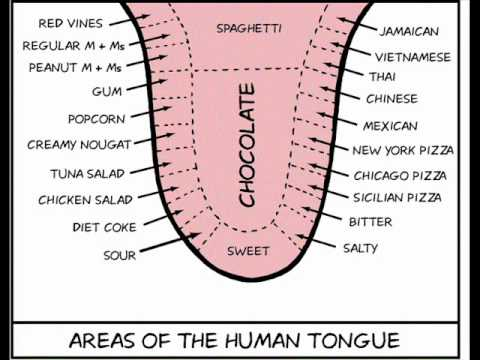 SPAGHETTI
RED VINES
REGULAR M + Ms
PEANUT M + Ms
GUM
POPCORN
CREAMY NOUGAT
TUNA SALAD
CHICKEN SALAD
DIET COKE
SOUR
CHOCOLATE
SWEET
JAMAICAN
VIETNAMESE
THAI
CHINESE
MEXICAN
NEW YORK PIZZA
CHICAGO PIZZA
SICILIAN PIZZA
BITTER
SALTY
AREAS OF THE HUMAN TONGUE